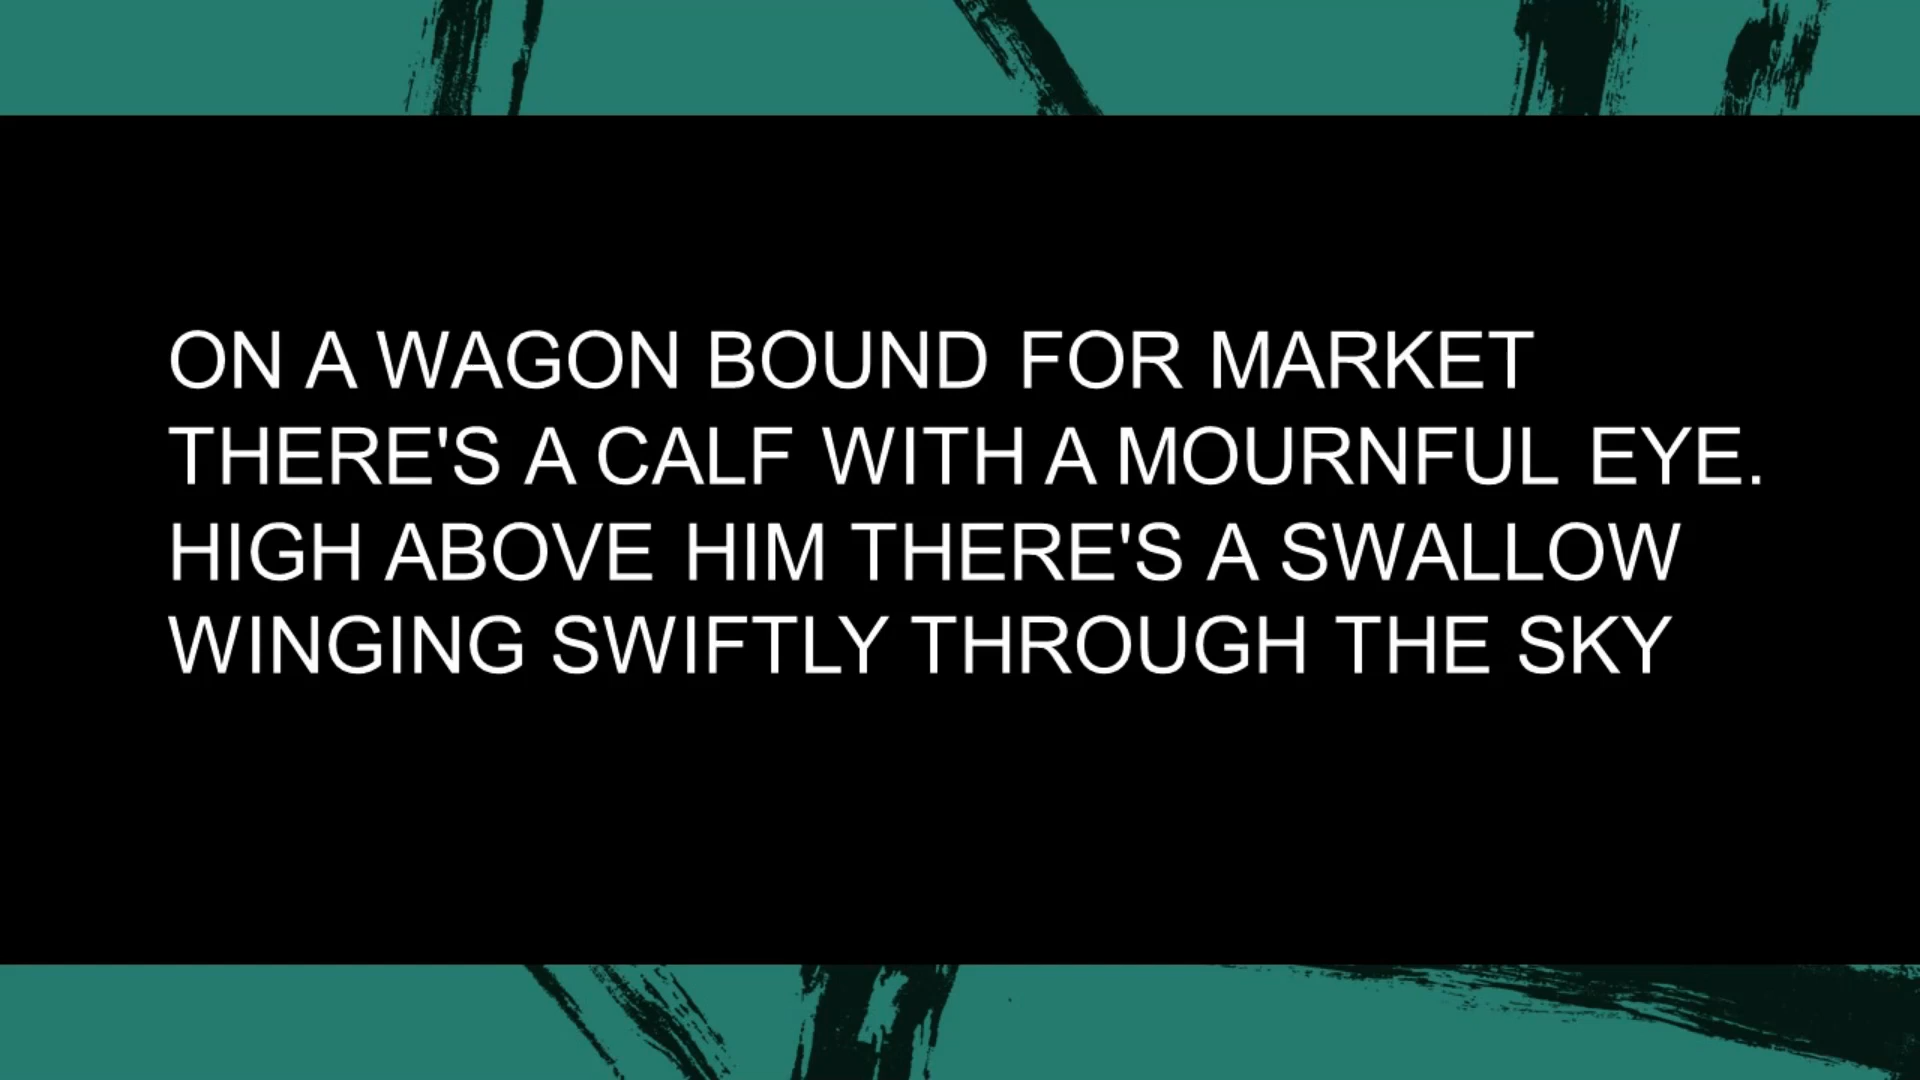 ON A WAGON BOUND FOR MARKET
THERE'S A CALF WITH A MOURNFUL EYE.
HIGH ABOVE HIM THERE'S A SWALLOW
WINGING SWIFTLY THROUGH THE SKY